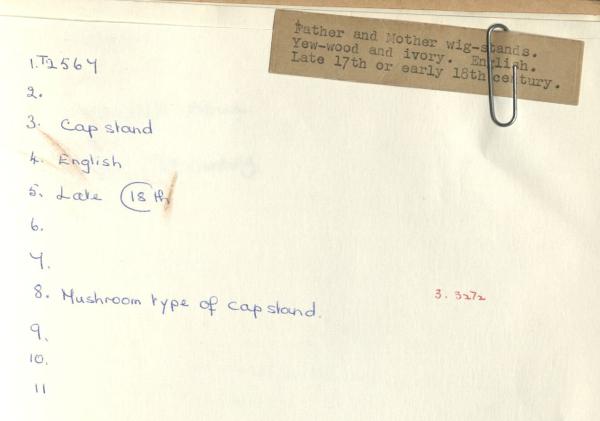 Father and Mother wig-stands.
Yew-wood and ivory. English.
Late 17th or early 18th century.
1. T2564
2.
3. Cap stand
4. English
5. Late 18th
6.
7.
8. Mushroom type of Cap stand.
3.3272
9.
10.
11